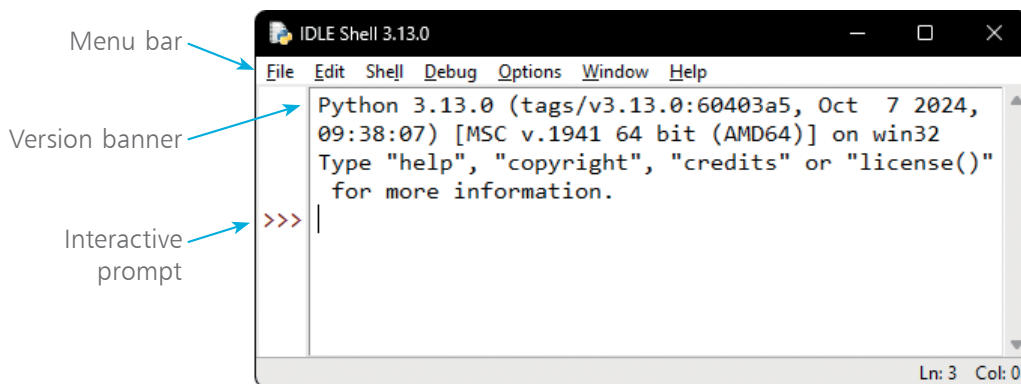 IDLE Shell 3.13.0
Menu bar
File Edit Shell Debug Options Window Help
Version banner
Python 3.13.0 (tags/v3.13.0:60403a5, Oct  7 2024,
09:38:07) [MSC v.1941 64 bit (AMD64)] on win32
Type "help", "copyright", "credits" or "license()"
 for more information.
>>>
Interactive
prompt
Ln: 3 Col: 0